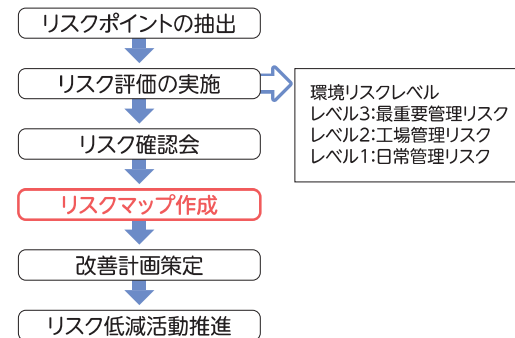 リスクポイントの抽出
リスク評価の実施
環境リスクレベル
レベル3:最重要管理リスク
レベル2:工場管理リスク
レベル1:日常管理リスク
リスク確認会
リスクマップ作成
改善計画策定
リスク低減活動推進